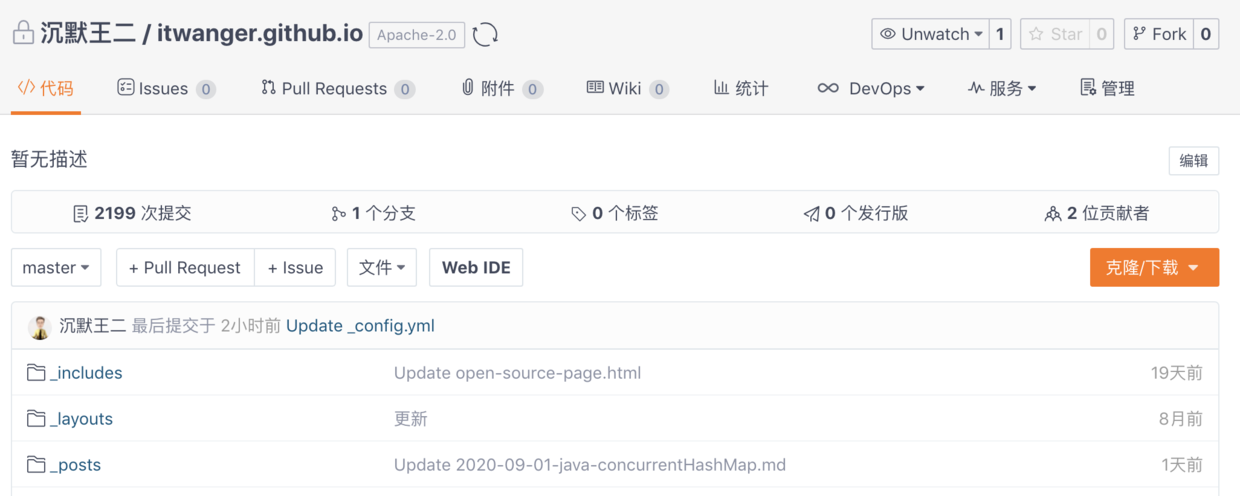 沉默王二 / itwanger.github.io Apache-2.0 Unwatch 1 Star 0 Fork 0
代码 Issues 0 Pull Requests 0 附件 0 Wiki 0 统计 DevOps 服务 管理
暂无描述 编辑
2199 次提交 1 个分支 0 个标签 0 个发行版 2 位贡献者
master + Pull Request + Issue 文件 Web IDE 克隆/下载
沉默王二 最后提交于 2小时前 Update _config.yml
_includes Update open-source-page.html 19天前
_layouts 更新 8月前
_posts Update 2020-09-01-java-concurrentHashMap.md 1天前